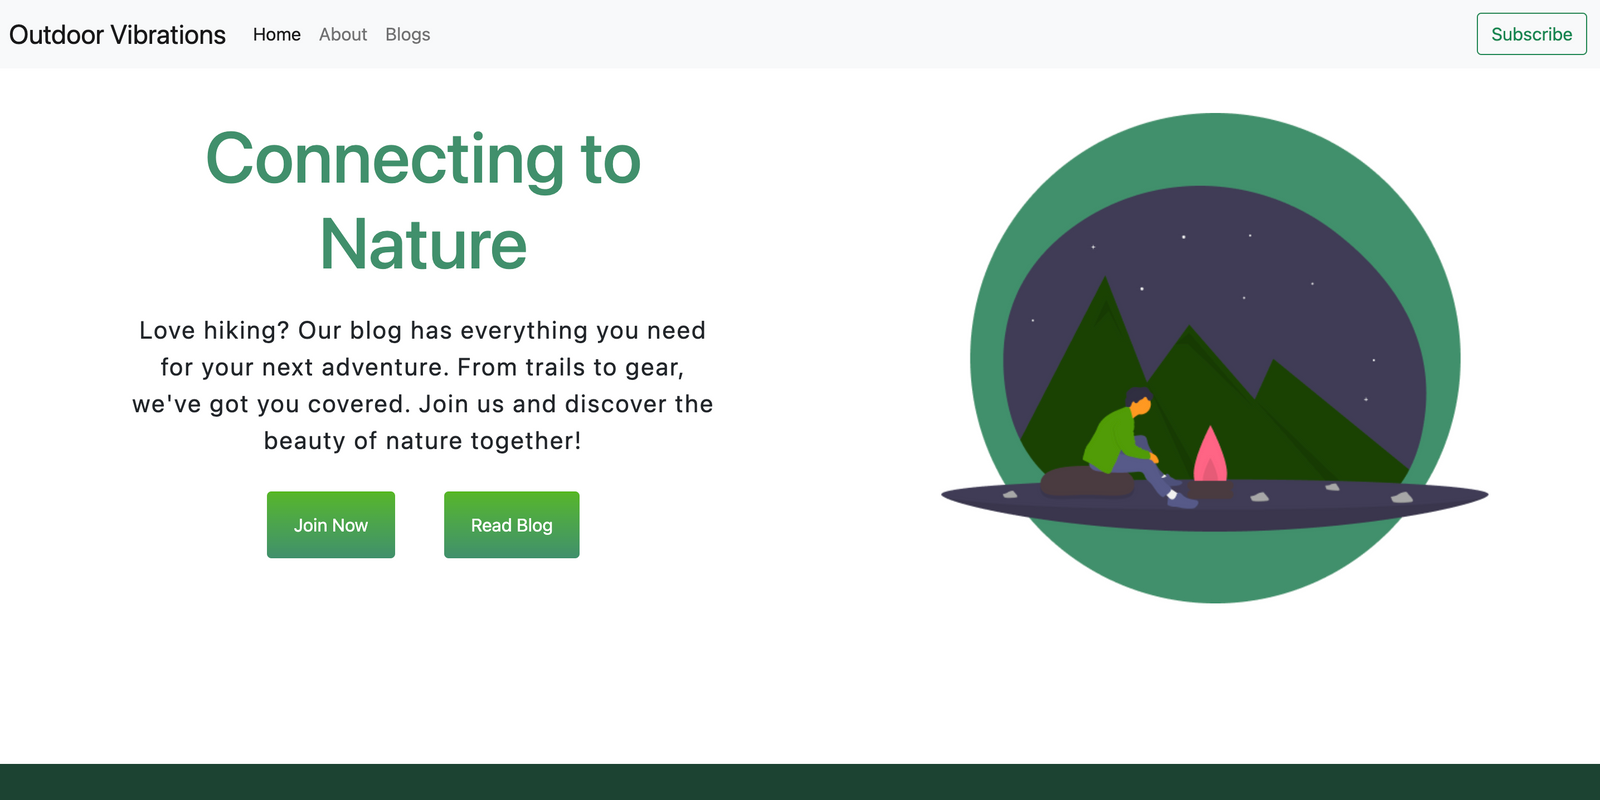 Outdoor Vibrations Home About Blogs Subscribe
Connecting to
Nature
Love hiking? Our blog has everything you need
for your next adventure. From trails to gear,
we've got you covered. Join us and discover the
beauty of nature together!
Join Now Read Blog